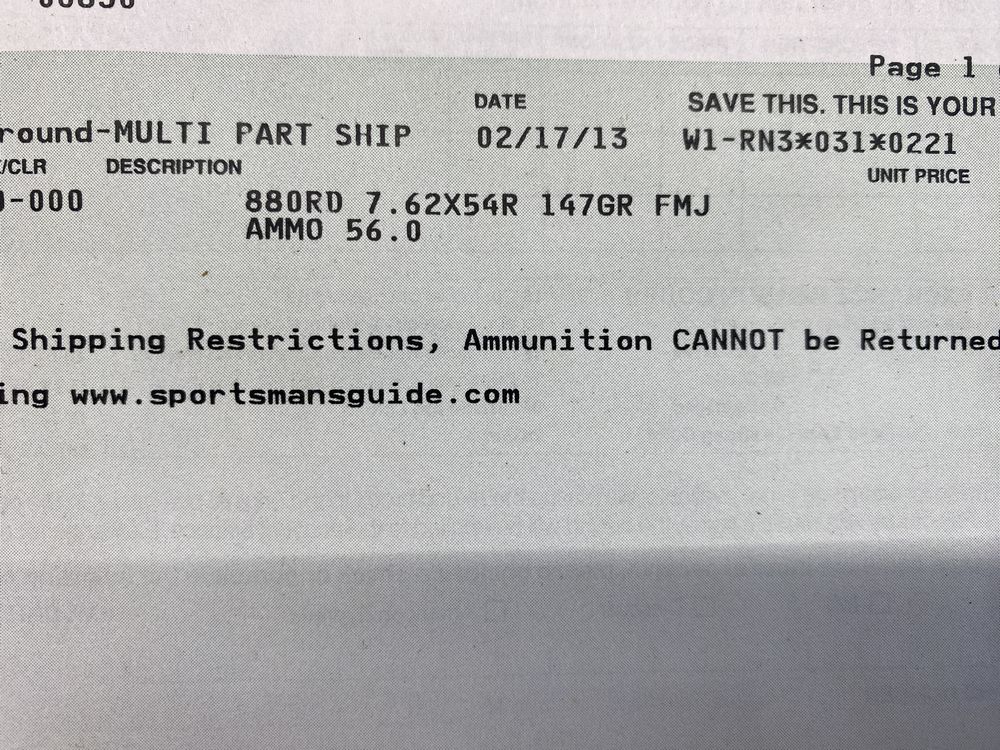 Page 1
DATE
SAVE THIS. THIS IS YOUR
round-MULTI PART SHIP
02/17/13
W1-RN3*031*0221
/CLR
DESCRIPTION
UNIT PRICE
-000
880RD 7.62X54R 147GR FMJ
AMMO 56.0
Shipping Restrictions, Ammunition CANNOT be Returned
ing www.sportsmansguide.com